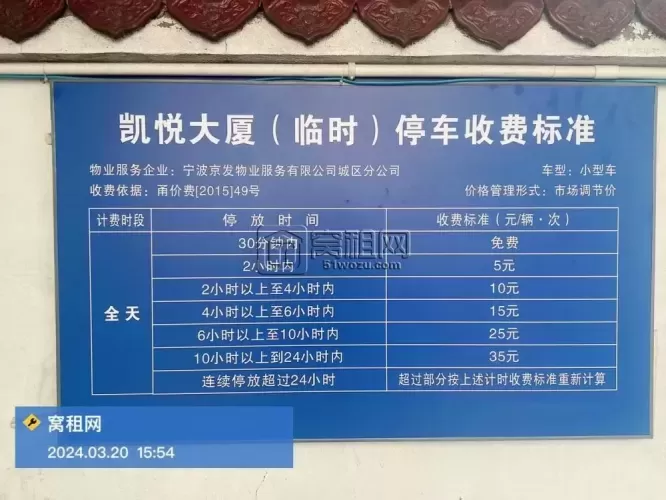 凯悦大厦（临时）停车收费标准
物业服务企业：宁波京发物业服务有限公司城区分公司 车型：小型车
收费依据：甬价费[2015]49号 价格管理形式：市场调节价
计费时段 停放时间 收费标准（元/辆·次）
全天
30分钟内 免费
2小时内 5元
2小时以上至4小时内 10元
4小时以上至6小时内 15元
6小时以上至10小时内 25元
10小时以上到24小时内 35元
连续停放超过24小时 超过部分按上述计时收费标准重新计算
窝租网
51wozu.com
窝租网
2024.03.20 15:54